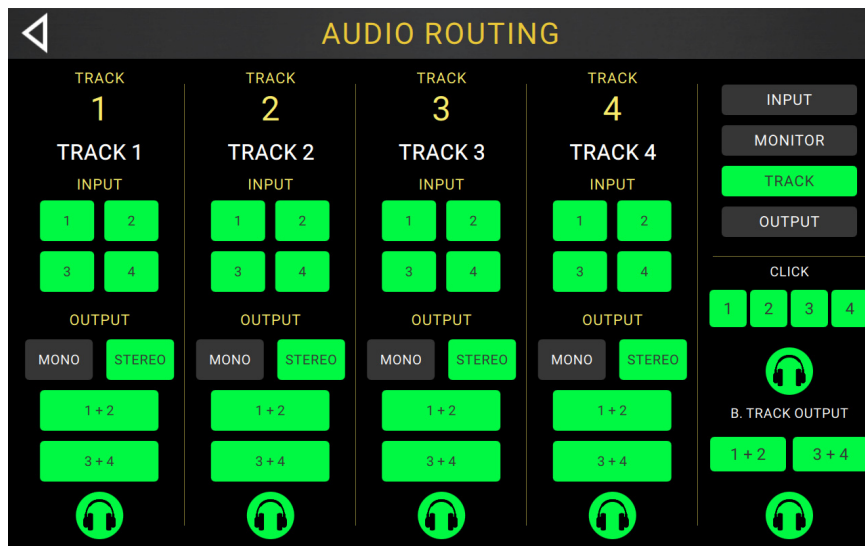 AUDIO ROUTING
TRACK
1
TRACK 1
INPUT
1 2
3 4
OUTPUT
MONO STEREO
1 + 2
3 + 4
TRACK
2
TRACK 2
INPUT
1 2
3 4
OUTPUT
MONO STEREO
1 + 2
3 + 4
TRACK
3
TRACK 3
INPUT
1 2
3 4
OUTPUT
MONO STEREO
1 + 2
3 + 4
TRACK
4
TRACK 4
INPUT
1 2
3 4
OUTPUT
MONO STEREO
1 + 2
3 + 4
INPUT
MONITOR
TRACK
OUTPUT
CLICK
1 2 3 4
B. TRACK OUTPUT
1 + 2 3 + 4